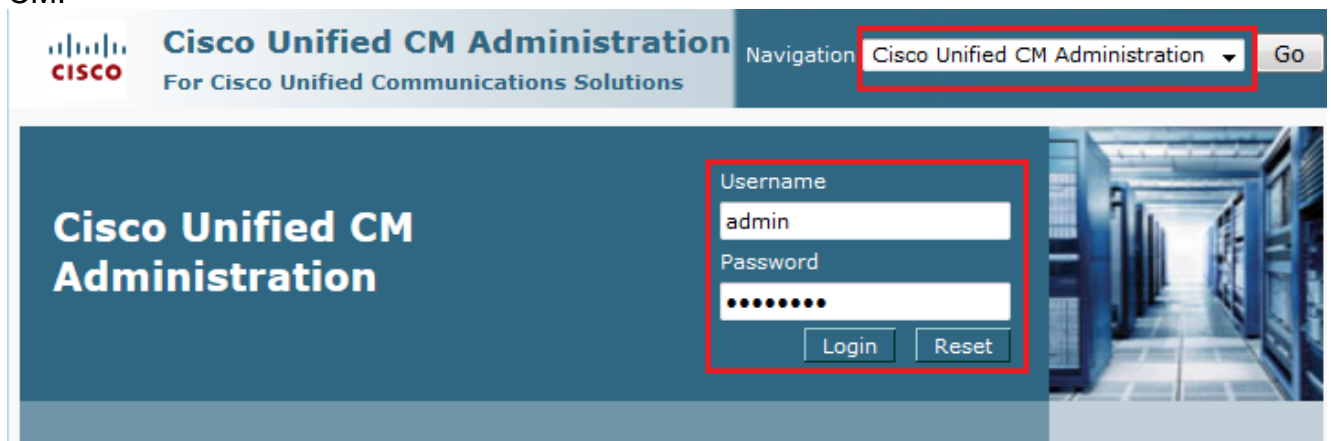 CISCO
Cisco Unified CM Administration
For Cisco Unified Communications Solutions
Navigation Cisco Unified CM Administration Go
Cisco Unified CM
Administration
Username
admin
Password
••••••••
Login Reset